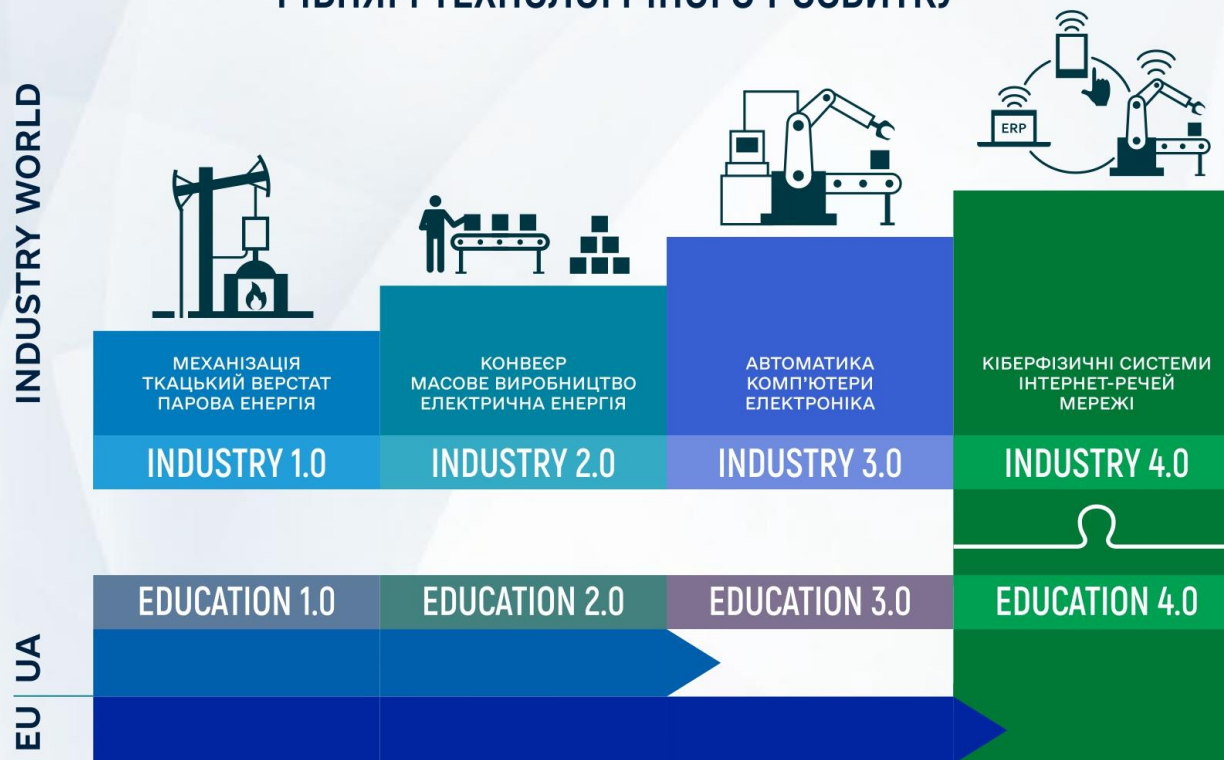 INDUSTRY WORLD
ERP
МЕХАНІЗАЦІЯ
ТКАЦЬКИЙ ВЕРСТАТ
ПАРОВА ЕНЕРГІЯ
INDUSTRY 1.0
КОНВЕЄР
МАСОВЕ ВИРОБНИЦТВО
ЕЛЕКТРИЧНА ЕНЕРГІЯ
INDUSTRY 2.0
АВТОМАТИКА
КОМП'ЮТЕРИ
ЕЛЕКТРОНІКА
INDUSTRY 3.0
КІБЕРФІЗИЧНІ СИСТЕМИ
ІНТЕРНЕТ-РЕЧЕЙ
МЕРЕЖІ
INDUSTRY 4.0
EDUCATION 1.0
EDUCATION 2.0
EDUCATION 3.0
EDUCATION 4.0
UA
EU